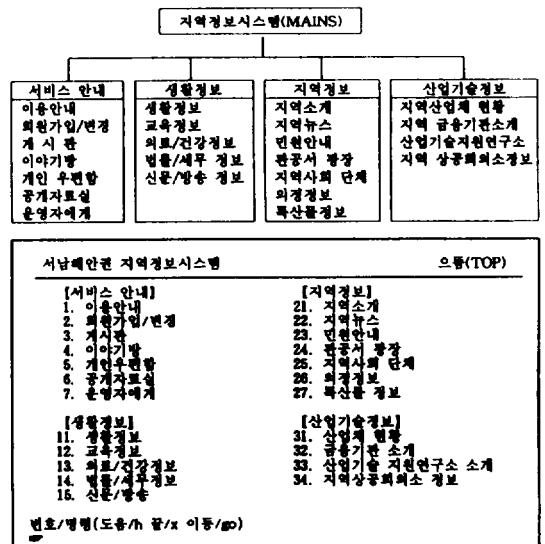 지역정보시스템(MAINS)
서비스 안내
이용안내
회원가입/변경
게 시 판
이야기방
개인 우편함
공개자료실
운영자에게
생활정보
생활정보
교육정보
의료/건강정보
법률/세무 정보
신문/방송 정보
지역정보
지역소개
지역뉴스
민원안내
관공서 광장
지역사회 단체
의정정보
특산물정보
산업기술정보
지역산업체 현황
지역 금융기관소개
산업기술지원연구소
지역 상공회의소정보
서남해안권 지역정보시스템 으뜸(TOP)
[서비스 안내]
1. 이용안내
2. 회원가입/변경
3. 게시판
4. 이야기방
5. 개인우편함
6. 공개자료실
7. 운영자에게
[지역정보]
21. 지역소개
22. 지역뉴스
23. 민원안내
24. 관공서 광장
25. 지역사회 단체
26. 의정정보
27. 특산물 정보
[생활정보]
11. 생활정보
12. 교육정보
13. 의료/건강정보
14. 법률/세무정보
15. 신문/방송
[산업기술정보]
31. 산업체 현황
32. 금융기관 소개
33. 산업기술 지원연구소 소개
34. 지역상공회의소 정보
번호/명령(도움/h 끝/x 이동/go)
☞